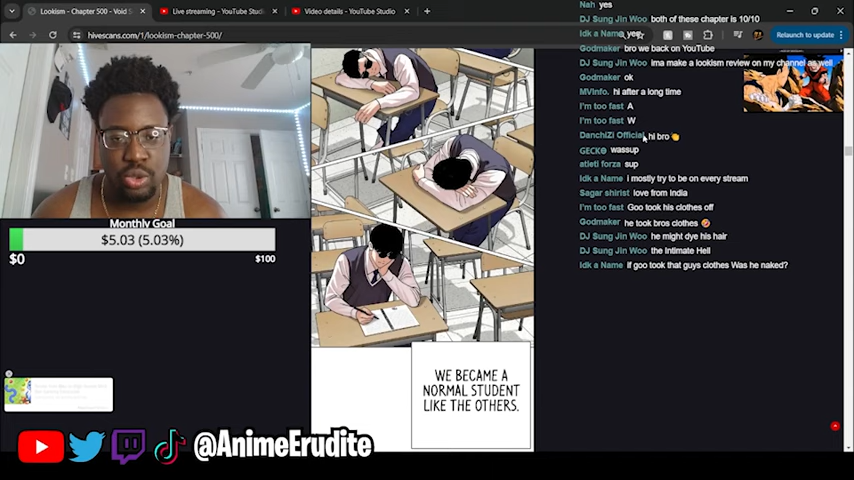 Lookism - Chapter 500 - Void S
Live streaming - YouTube Studi
Video details - YouTube Studio
hivescans.com/1/lookism-chapter-500/
Relaunch to update
Nah yes
DJ Sung Jin Woo both of these chapter is 10/10
Idk a Name yes
Godmaker bro we back on YouTube
DJ Sung Jin Woo ima make a lookism review on my channel as well
Godmaker ok
MVInfo. hi after a long time
I'm too fast A
I'm too fast W
DanchiZi Official hi bro 👋
GECKO wassup
atleti forza sup
Idk a Name i mostly try to be on every stream
Sagar shirist love from India
I'm too fast Goo took his clothes off
Godmaker he took bros clothes 🤣
DJ Sung Jin Woo he might dye his hair
DJ Sung Jin Woo the Intimate Hell
Idk a Name If goo took that guys clothes Was he naked?
Monthly Goal
$5.03 (5.03%)
$0
$100
WE BECAME A
NORMAL STUDENT
LIKE THE OTHERS.
@AnimeErudite